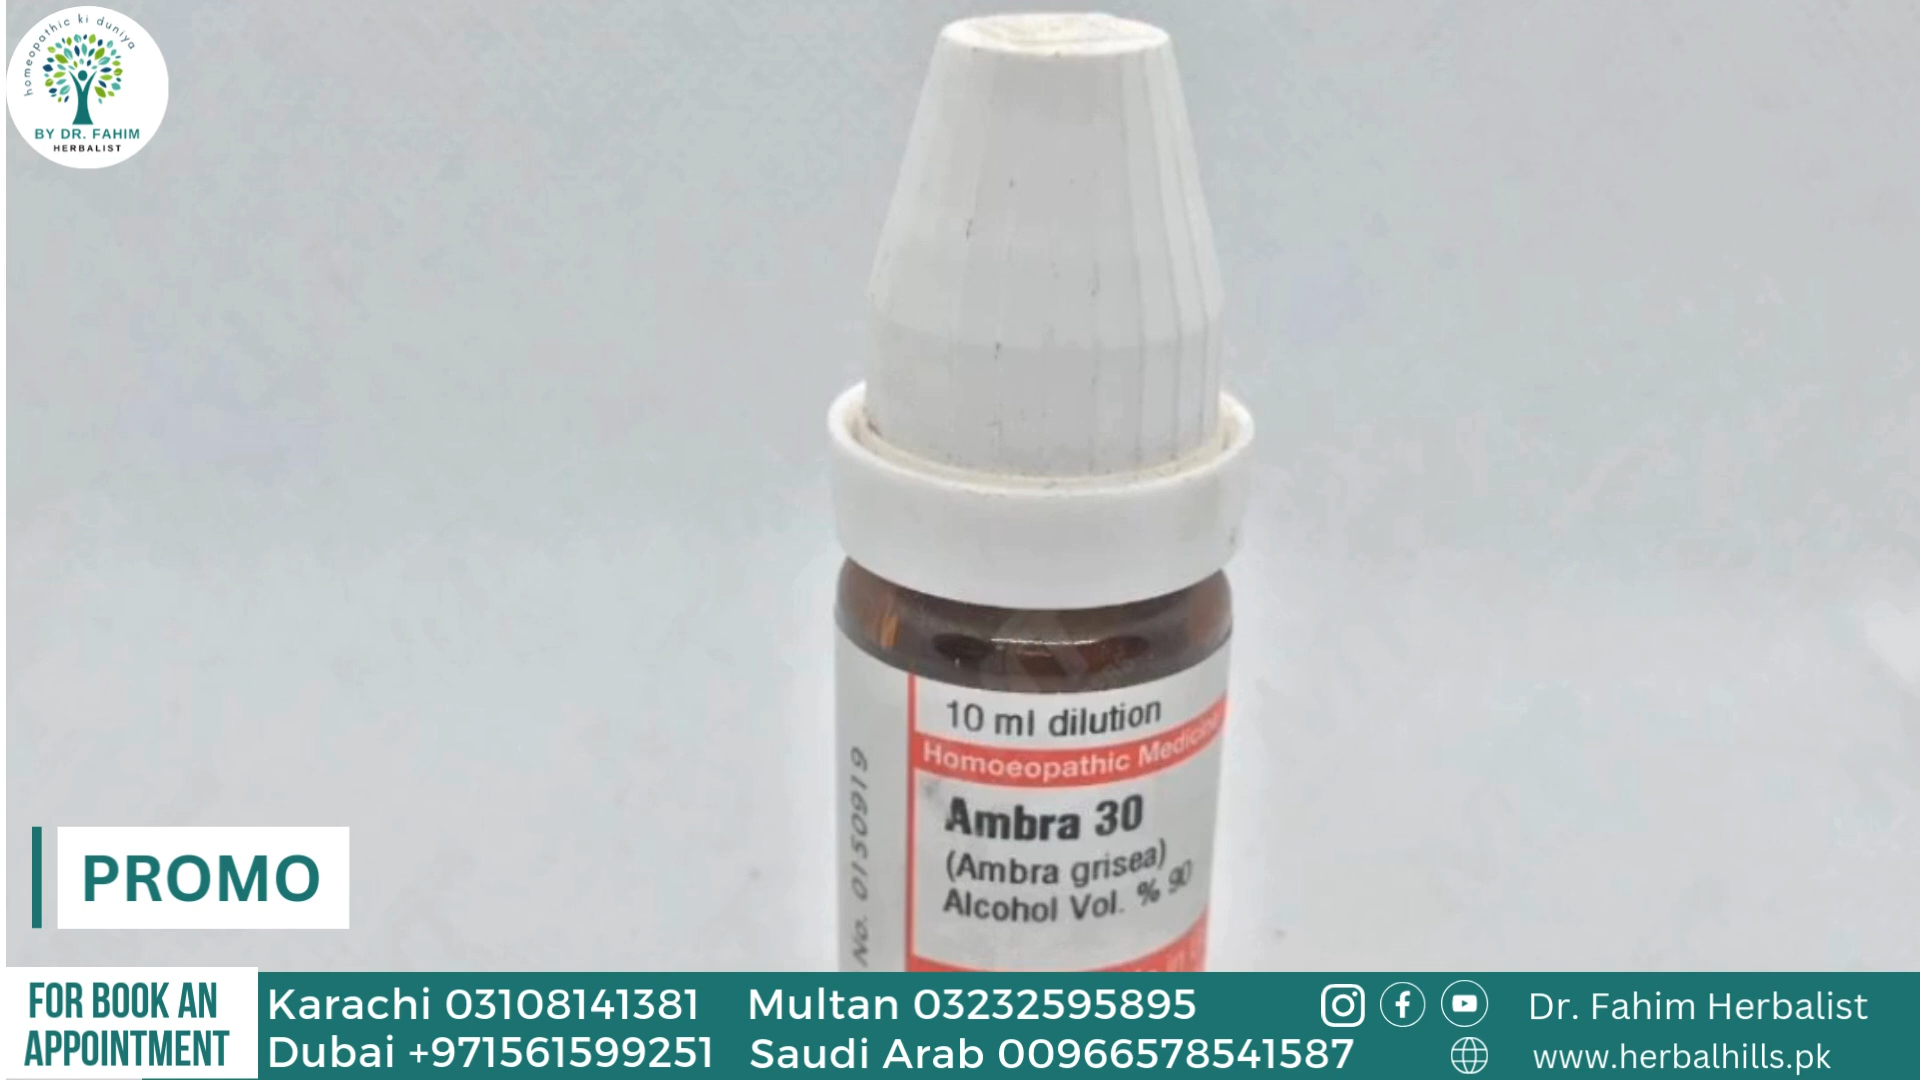 homeopathic ki duniya
BY DR. FAHIM
HERBALIST
10 ml dilution
Homoeopathic Medicine
Ambra 30
(Ambra grisea)
Alcohol Vol. % 90
No. 0150919
PROMO
FOR BOOK AN
APPOINTMENT
Karachi 03108141381
Multan 03232595895
Dubai +971561599251
Saudi Arab 00966578541587
Dr. Fahim Herbalist
www.herbalhills.pk